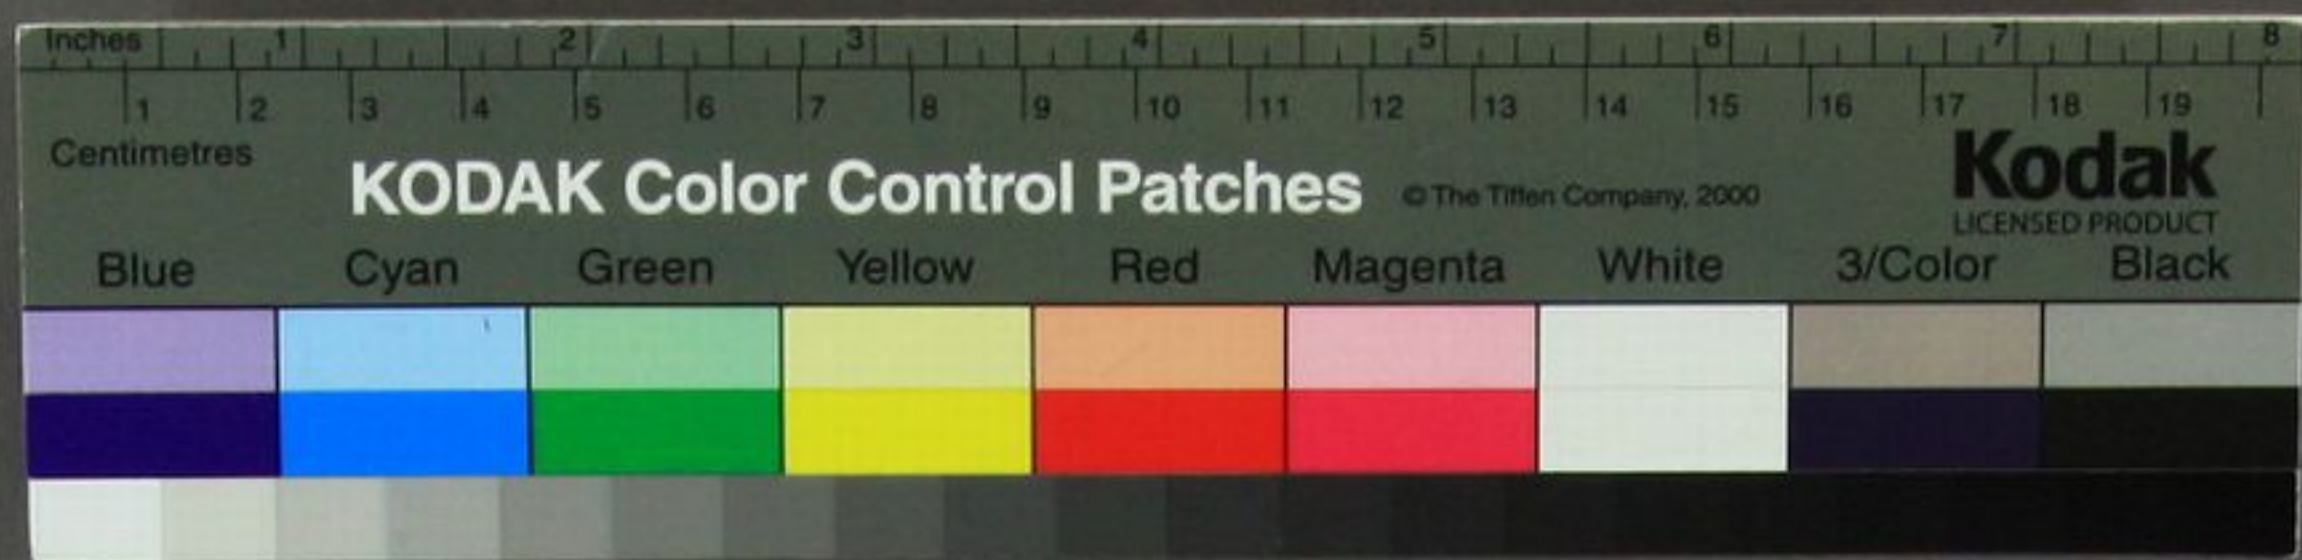 Inches 1 2 3 4 5 6 7 8
1 2 3 4 5 6 7 8 9 10 11 12 13 14 15 16 17 18 19
Centimetres
KODAK Color Control Patches © The Tiffen Company, 2000 Kodak
LICENSED PRODUCT
Blue Cyan Green Yellow Red Magenta White 3/Color Black